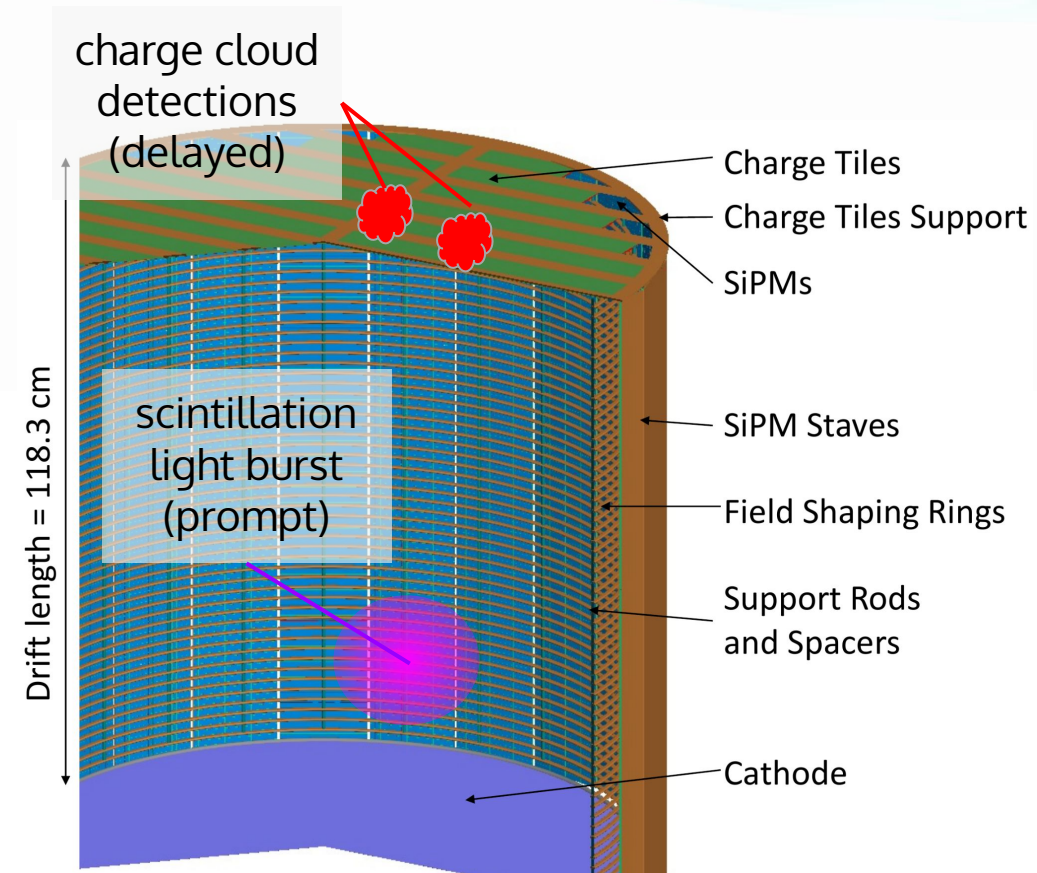 charge cloud
detections
(delayed)
Charge Tiles
Charge Tiles Support
SiPMs
scintillation
light burst
(prompt)
Drift length = 118.3 cm
SiPM Staves
Field Shaping Rings
Support Rods
and Spacers
Cathode